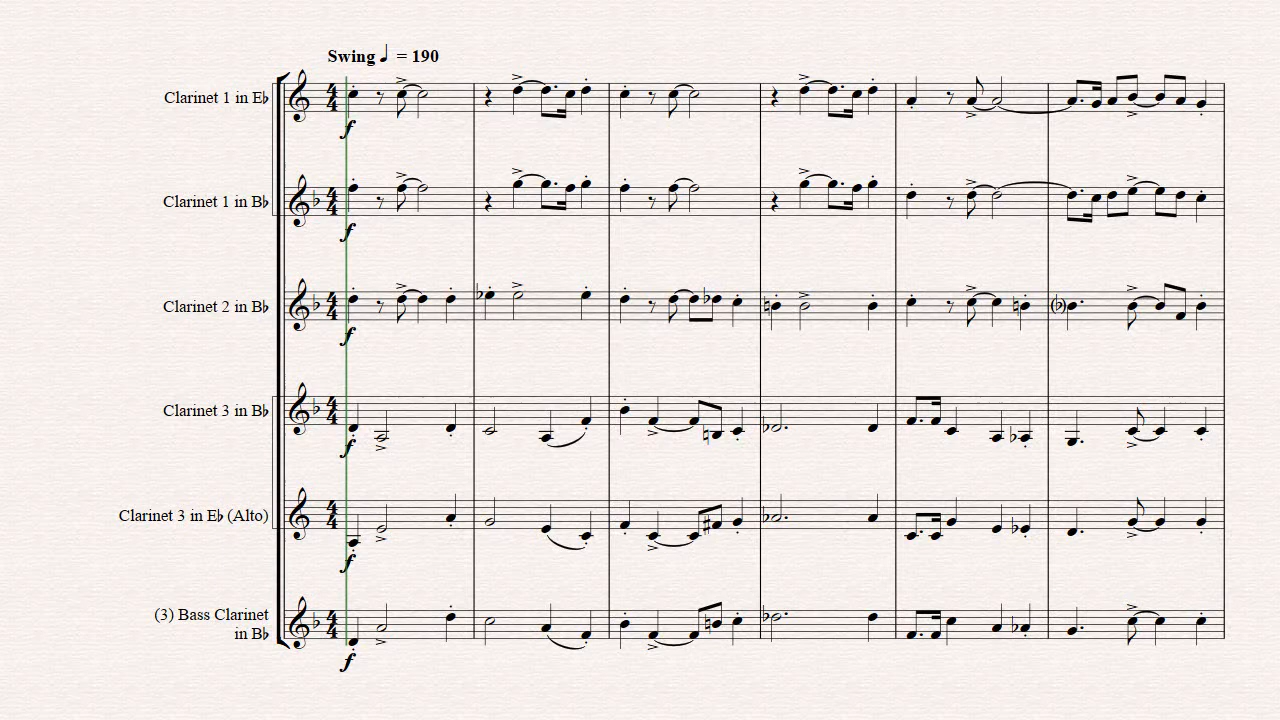 Swing ♩ = 190
Clarinet 1 in E♭
Clarinet 1 in B♭
Clarinet 2 in B♭
Clarinet 3 in B♭
Clarinet 3 in E♭ (Alto)
(3) Bass Clarinet
in B♭
f
f
f
f
f
f